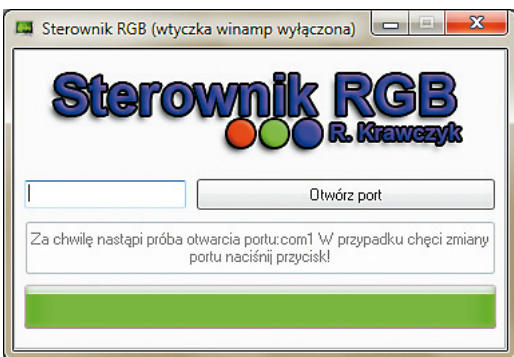 Sterownik RGB (wtyczka winamp wyłączona)
Sterownik RGB
R. Krawczyk
Otwórz port
Za chwilę nastąpi próba otwarcia portu:com1 W przypadku chęci zmiany
portu naciśnij przycisk!